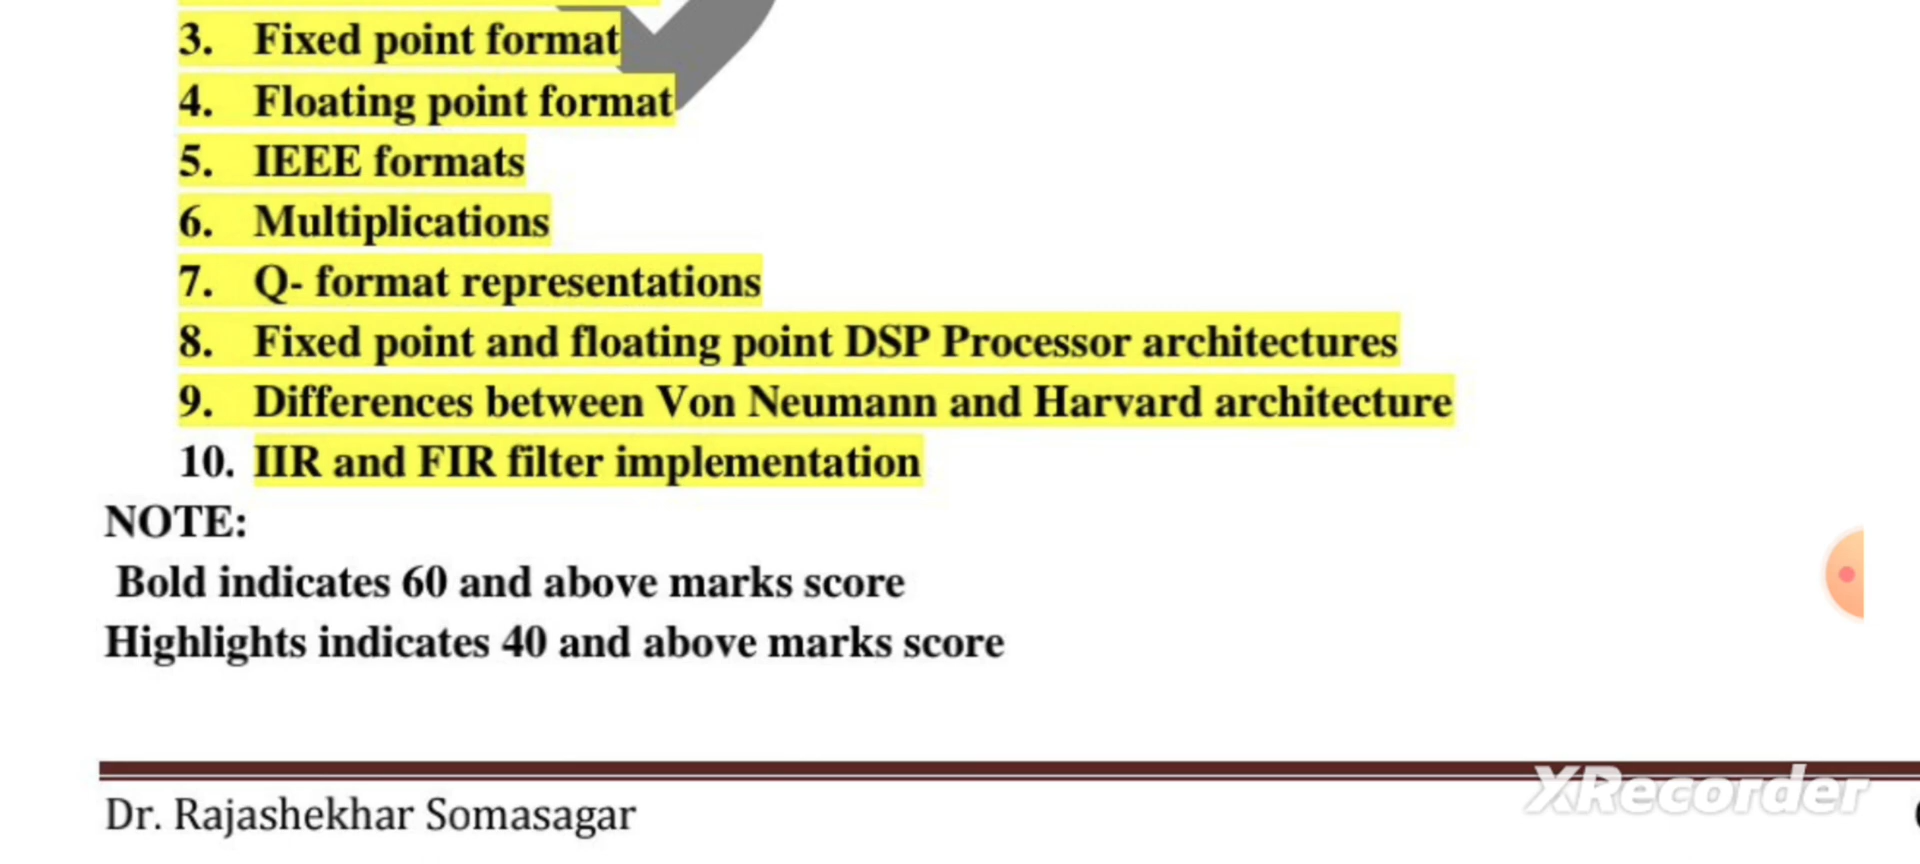 3. Fixed point format
4. Floating point format
5. IEEE formats
6. Multiplications
7. Q- format representations
8. Fixed point and floating point DSP Processor architectures
9. Differences between Von Neumann and Harvard architecture
10. IIR and FIR filter implementation
NOTE:
Bold indicates 60 and above marks score
Highlights indicates 40 and above marks score
XRecorder
Dr. Rajashekhar Somasagar